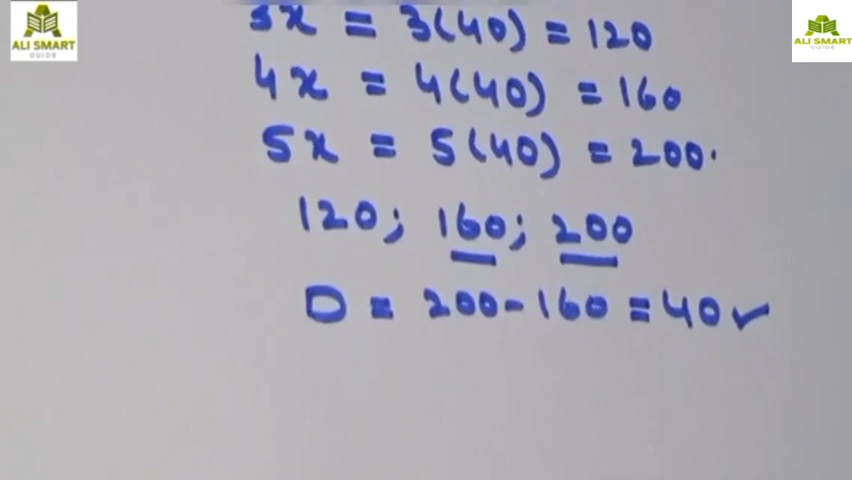 ALI SMART
GUIDE
ALI SMART
GUIDE
3x = 3(40) = 120
4x = 4(40) = 160
5x = 5(40) = 200.
120; 160; 200
D = 200-160 = 40 ✓